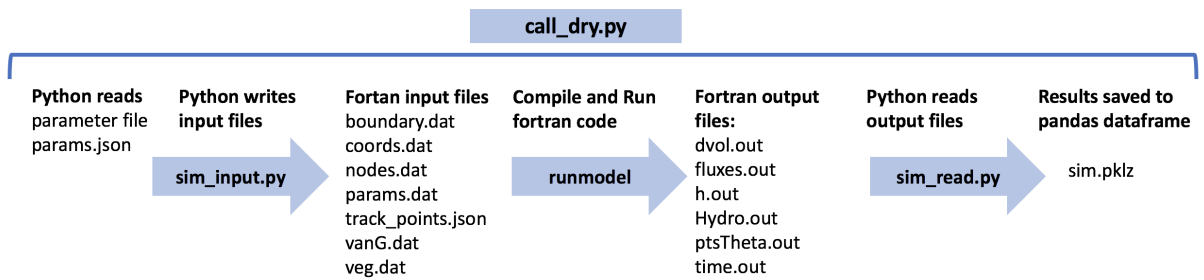 call_dry.py
Python reads
parameter file
params.json
Python writes
input files
sim_input.py
Fortan input files
boundary.dat
coords.dat
nodes.dat
params.dat
track_points.json
vanG.dat
veg.dat
Compile and Run
fortran code
runmodel
Fortran output
files:
dvol.out
fluxes.out
h.out
Hydro.out
ptsTheta.out
time.out
Python reads
output files
sim_read.py
Results saved to
pandas dataframe
sim.pklz